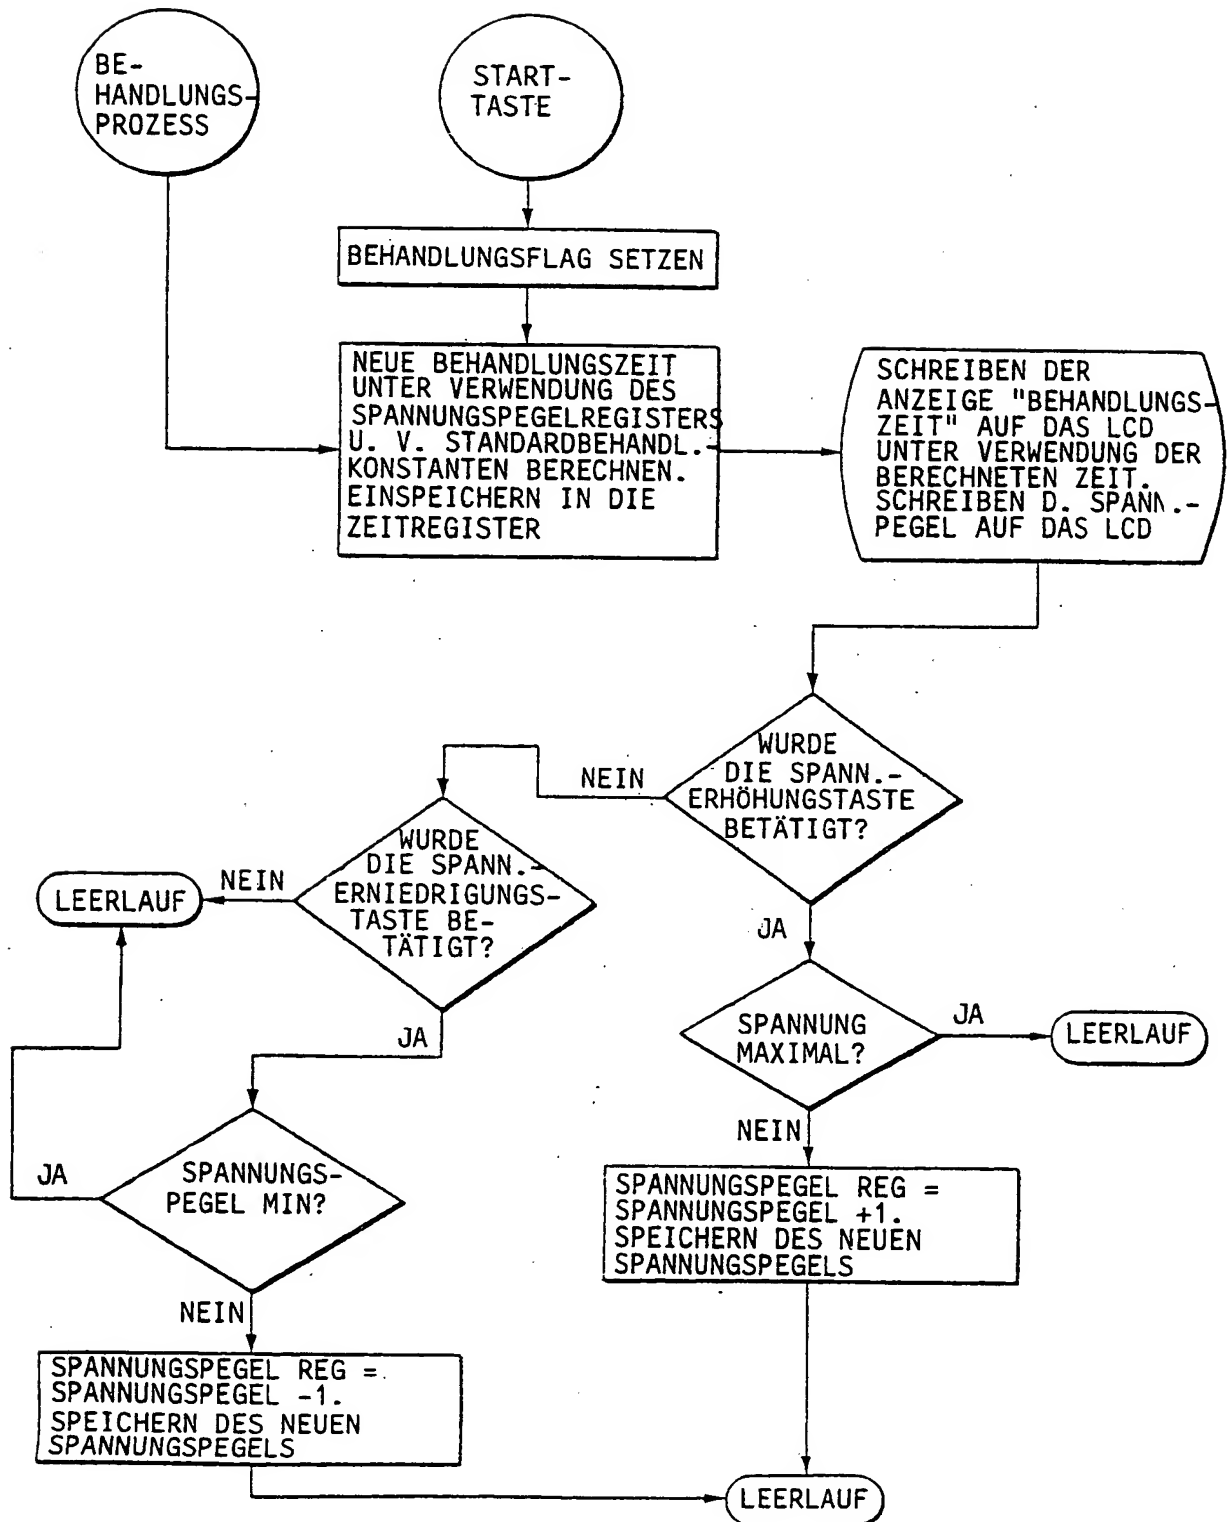 BE-
HANDLUNGS-
PROZESS
START-
TASTE
BEHANDLUNGSFLAG SETZEN
NEUE BEHANDLUNGSZEIT
UNTER VERWENDUNG DES
SPANNUNGSPEGELREGISTERS
U. V. STANDARDBEHANDL.-
KONSTANTEN BERECHNEN.
EINSPEICHERN IN DIE
ZEITREGISTER
SCHREIBEN DER
ANZEIGE "BEHANDLUNGS-
ZEIT" AUF DAS LCD
UNTER VERWENDUNG DER
BERECHNETEN ZEIT.
SCHREIBEN D. SPANN.-
PEGEL AUF DAS LCD
WURDE
DIE SPANN.-
ERHÖHUNGSTASTE
BETÄTIGT?
NEIN
WURDE
DIE SPANN.-
ERNIEDRIGUNGS-
TASTE BE-
TÄTIGT?
NEIN
LEERLAUF
JA
SPANNUNG
MAXIMAL?
JA
LEERLAUF
JA
SPANNUNGS-
PEGEL MIN?
JA
NEIN
SPANNUNGSPEGEL REG =
SPANNUNGSPEGEL +1.
SPEICHERN DES NEUEN
SPANNUNGSPEGELS
NEIN
SPANNUNGSPEGEL REG =
SPANNUNGSPEGEL -1.
SPEICHERN DES NEUEN
SPANNUNGSPEGELS
LEERLAUF